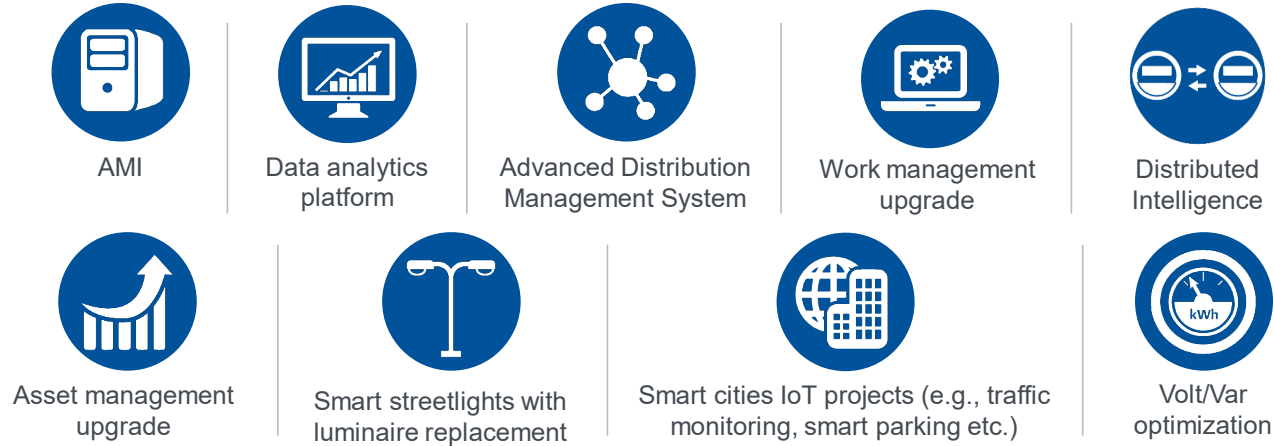 AMI
Data analytics
platform
Advanced Distribution
Management System
Work management
upgrade
Distributed
Intelligence
Asset management
upgrade
Smart streetlights with
luminaire replacement
Smart cities IoT projects (e.g., traffic
monitoring, smart parking etc.)
kWh
Volt/Var
optimization